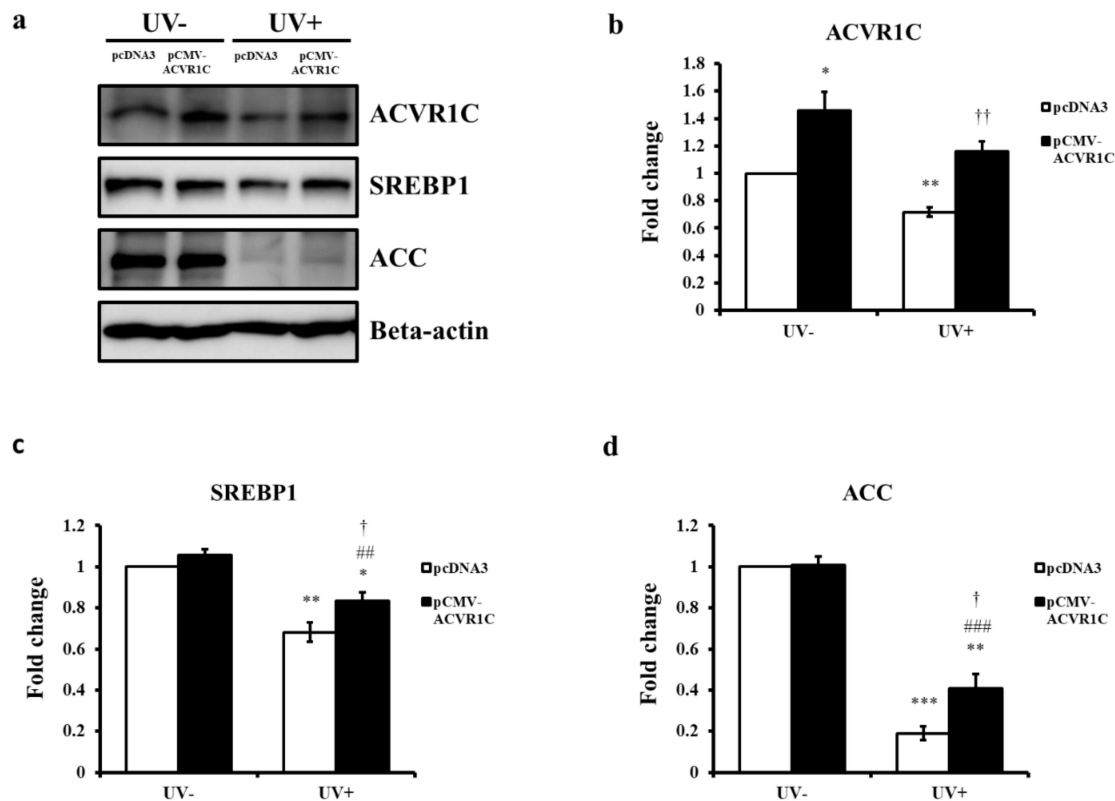 a
UV- UV+
pcDNA3 pCMV- pcDNA3 pCMV-
ACVR1C ACVR1C
ACVR1C
SREBP1
ACC
Beta-actin
b
ACVR1C
Fold change
1.8
1.6
1.4
1.2
1
0.8
0.6
0.4
0.2
0
*
**
††
UV- UV+
pcDNA3
pCMV-
ACVR1C
c
SREBP1
Fold change
1.2
1
0.8
0.6
0.4
0.2
0
**
†
##
*
UV- UV+
pcDNA3
pCMV-
ACVR1C
d
ACC
Fold change
1.2
1
0.8
0.6
0.4
0.2
0
***
†
###
**
UV- UV+
pcDNA3
pCMV-
ACVR1C